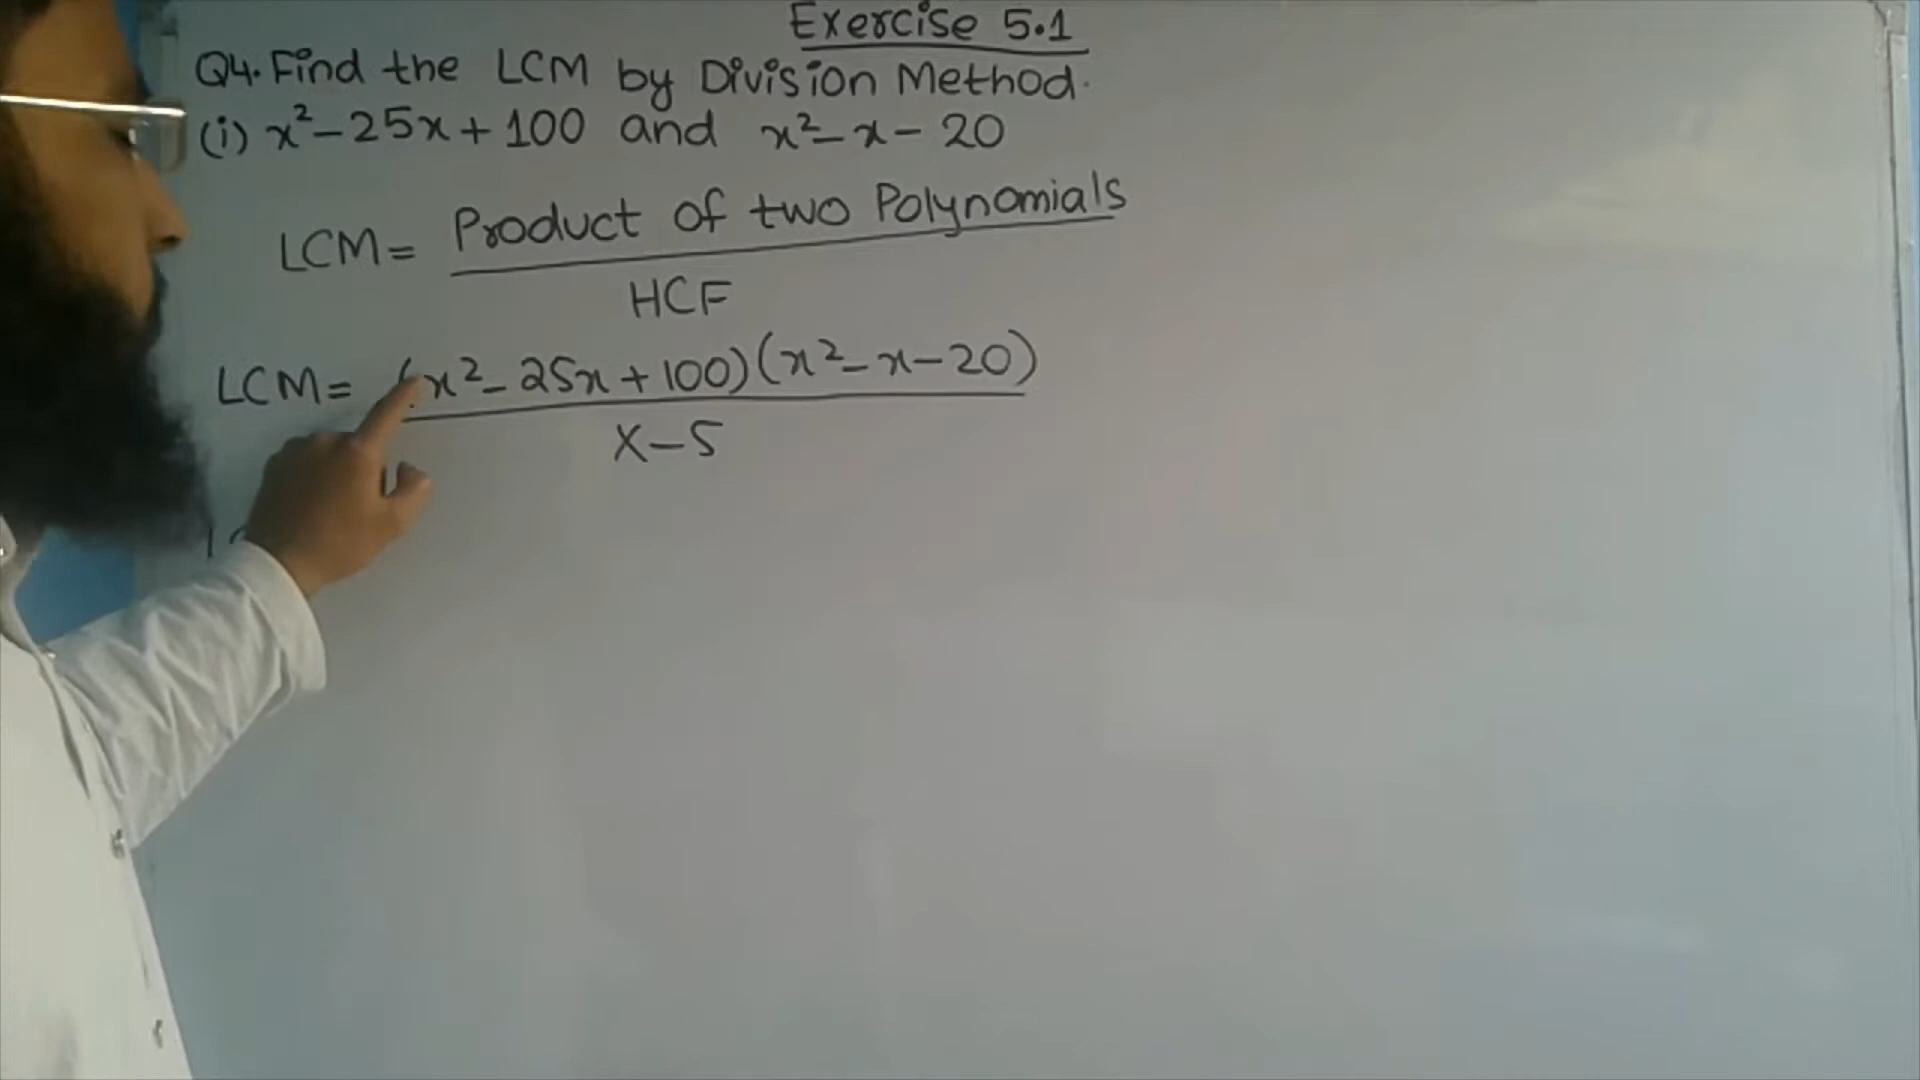 Exercise 5.1
Q4. Find the LCM by Division Method.
(i) x² - 25x + 100 and x² - x - 20
LCM = Product of two Polynomials
HCF
LCM = (x² - 25x + 100)(x² - x - 20)
x - 5